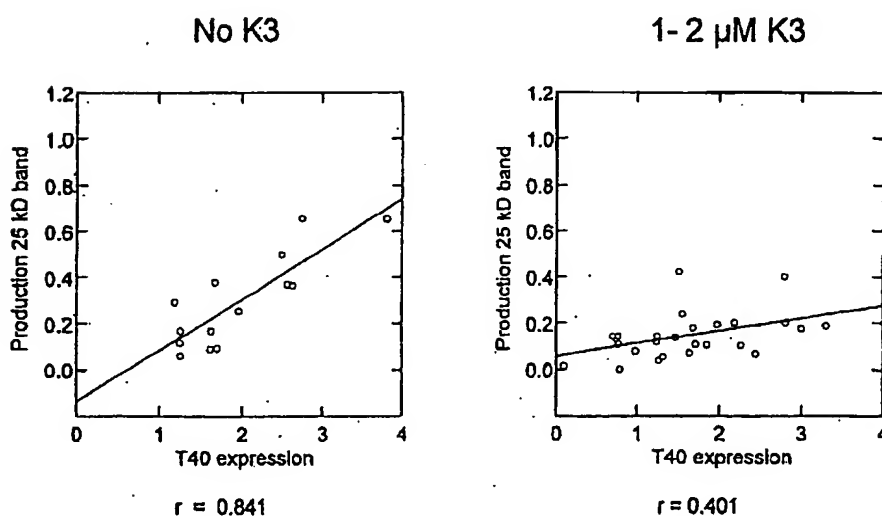 No K3
1- 2 µM K3
Production 25 kD band
1.2
1.0
0.8
0.6
0.4
0.2
0.0
0 1 2 3 4
T40 expression
r = 0.841
Production 25 kD band
1.2
1.0
0.8
0.6
0.4
0.2
0.0
0 1 2 3 4
T40 expression
r = 0.401